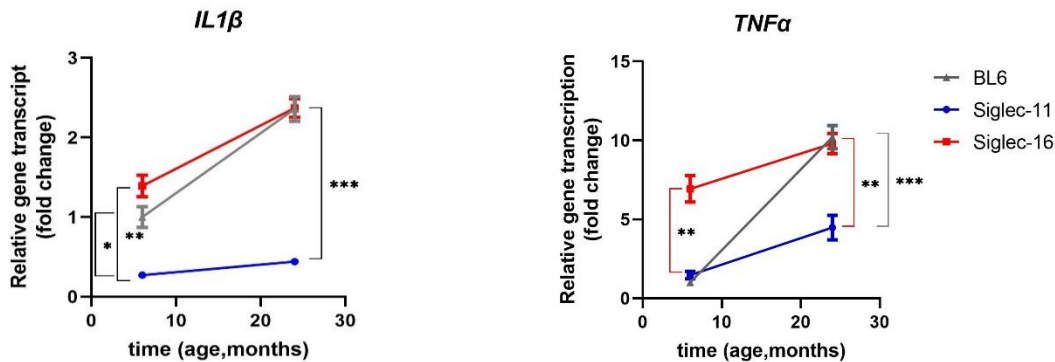 IL1β
Relative gene transcript
(fold change)
3
2
1
0
*
**
***
0
10
20
30
time (age,months)
TNFα
Relative gene transcription
(fold change)
15
10
5
0
**
**
***
0
10
20
30
time (age,months)
BL6
Siglec-11
Siglec-16